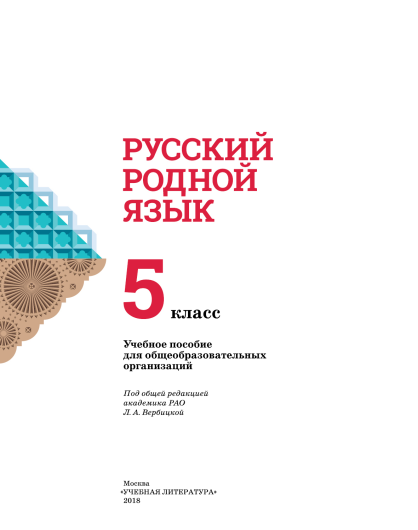 РУССКИЙ
РОДНОЙ
ЯЗЫК
5 класс
Учебное пособие
для общеобразовательных
организаций
Под общей редакцией
академика РАО
Л. А. Вербицкой
Москва
«УЧЕБНАЯ ЛИТЕРАТУРА»
2018